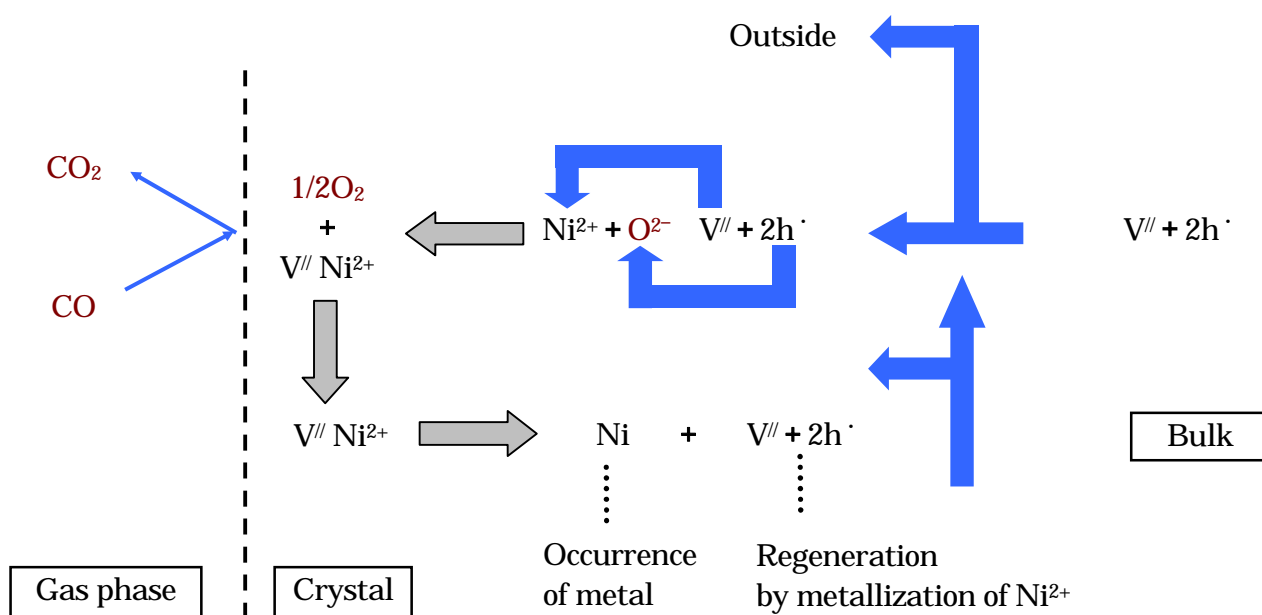 Outside
CO₂
1/2O₂
+
V⁄⁄ Ni²⁺
Ni²⁺ + O²⁻ V⁄⁄ + 2h˙
V⁄⁄ + 2h˙
CO
V⁄⁄ Ni²⁺
Ni + V⁄⁄ + 2h˙
Bulk
Occurrence
of metal
Regeneration
by metallization of Ni²⁺
Gas phase
Crystal